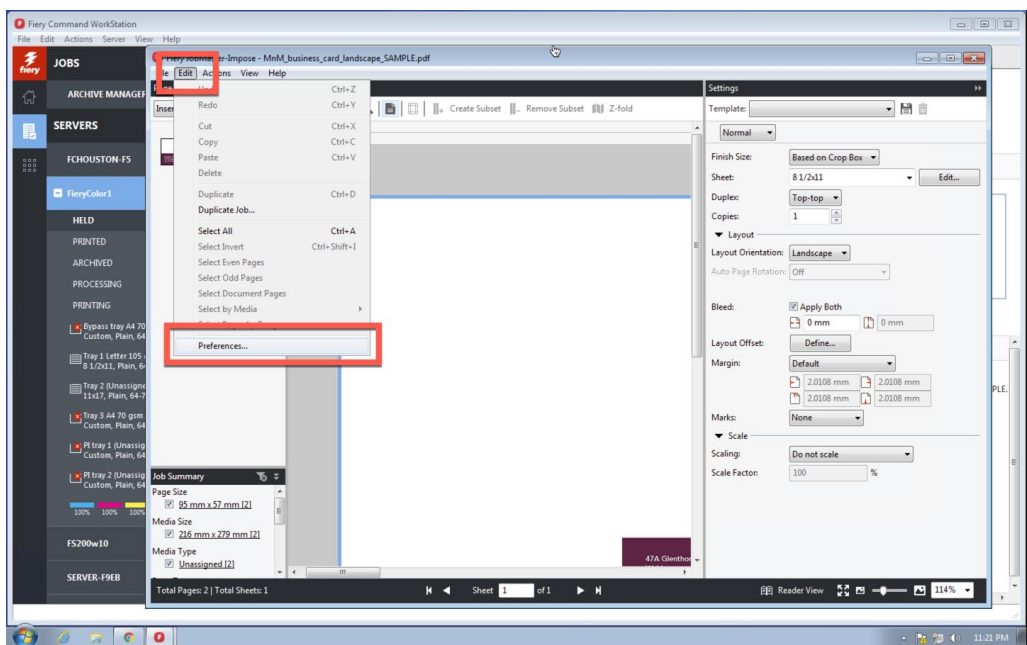 Fiery Command WorkStation
File Edit Actions Server View Help
fiery
JOBS
ARCHIVE MANAGER
SERVERS
FCHOUSTON-F5
FieryColor1
HELD
PRINTED
ARCHIVED
PROCESSING
PRINTING
Bypass tray A4 70
Custom, Plain, 64
Tray 1 Letter 105
8 1/2x11, Plain, 6
Tray 2 (Unassigne
11x17, Plain, 64-7
Tray 3 A4 70 gsm
Custom, Plain, 64
PI tray 1 (Unassig
Custom, Plain, 64
PI tray 2 (Unassig
Custom, Plain, 64
100% 100% 100%
FS200w10
SERVER-F9EB
Fiery JobMaster-Impose - MnM_business_card_landscape_SAMPLE.pdf
Edit Actions View Help
Redo Ctrl+Y
Ctrl+Z
Cut Ctrl+X
Copy Ctrl+C
Paste Ctrl+V
Delete
Duplicate Ctrl+D
Duplicate Job...
Select All Ctrl+A
Select Invert Ctrl+Shift+I
Select Even Pages
Select Odd Pages
Select Document Pages
Select by Media
Preferences...
Create Subset Remove Subset Z-fold
Job Summary
Page Size
95 mm x 57 mm [2]
Media Size
216 mm x 279 mm [2]
Media Type
Unassigned [2]
47A Glenthor
Total Pages: 2 | Total Sheets: 1
Sheet 1 of 1
Reader View
114%
Settings
Template:
Normal
Finish Size: Based on Crop Box
Sheet: 8 1/2x11 Edit...
Duplex: Top-top
Copies: 1
Layout
Layout Orientation: Landscape
Auto Page Rotation: Off
Bleed: Apply Both
0 mm 0 mm
Layout Offset: Define...
Margin: Default
2.0108 mm 2.0108 mm
2.0108 mm 2.0108 mm
Marks: None
Scale
Scaling: Do not scale
Scale Factor: 100 %
PLE.
11:21 PM